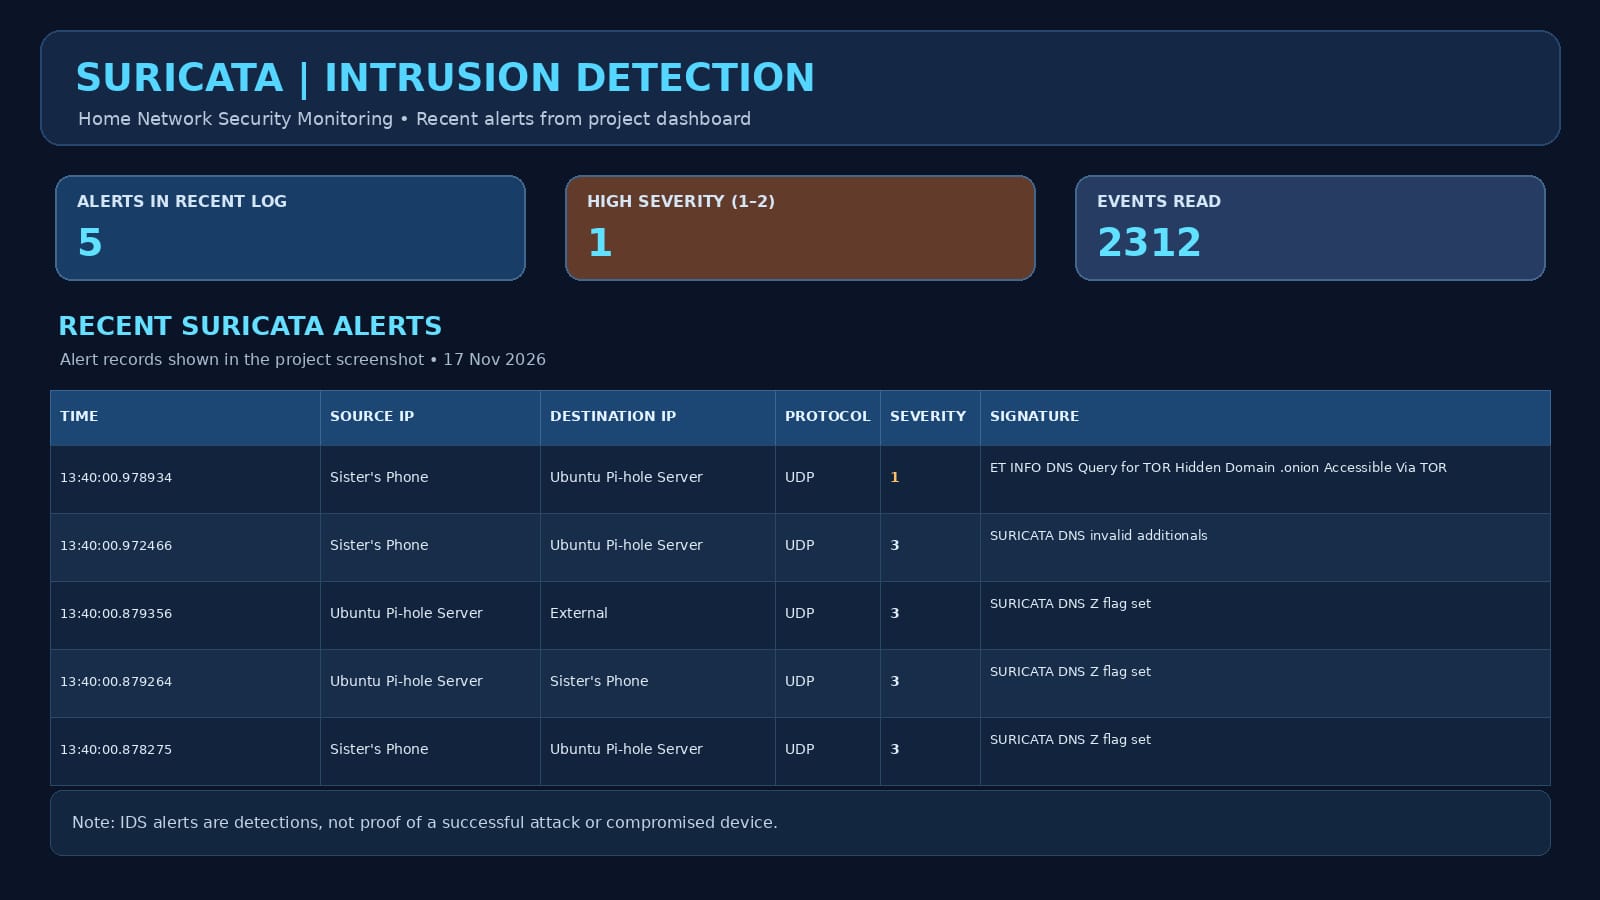 SURICATA | INTRUSION DETECTION
Home Network Security Monitoring • Recent alerts from project dashboard
ALERTS IN RECENT LOG
5
HIGH SEVERITY (1–2)
1
EVENTS READ
2312
RECENT SURICATA ALERTS
Alert records shown in the project screenshot • 17 Nov 2026
TIME SOURCE IP DESTINATION IP PROTOCOL SEVERITY SIGNATURE
13:40:00.978934 Sister's Phone Ubuntu Pi-hole Server UDP 1 ET INFO DNS Query for TOR Hidden Domain .onion Accessible Via TOR
13:40:00.972466 Sister's Phone Ubuntu Pi-hole Server UDP 3 SURICATA DNS invalid additionals
13:40:00.879356 Ubuntu Pi-hole Server External UDP 3 SURICATA DNS Z flag set
13:40:00.879264 Ubuntu Pi-hole Server Sister's Phone UDP 3 SURICATA DNS Z flag set
13:40:00.878275 Sister's Phone Ubuntu Pi-hole Server UDP 3 SURICATA DNS Z flag set
Note: IDS alerts are detections, not proof of a successful attack or compromised device.